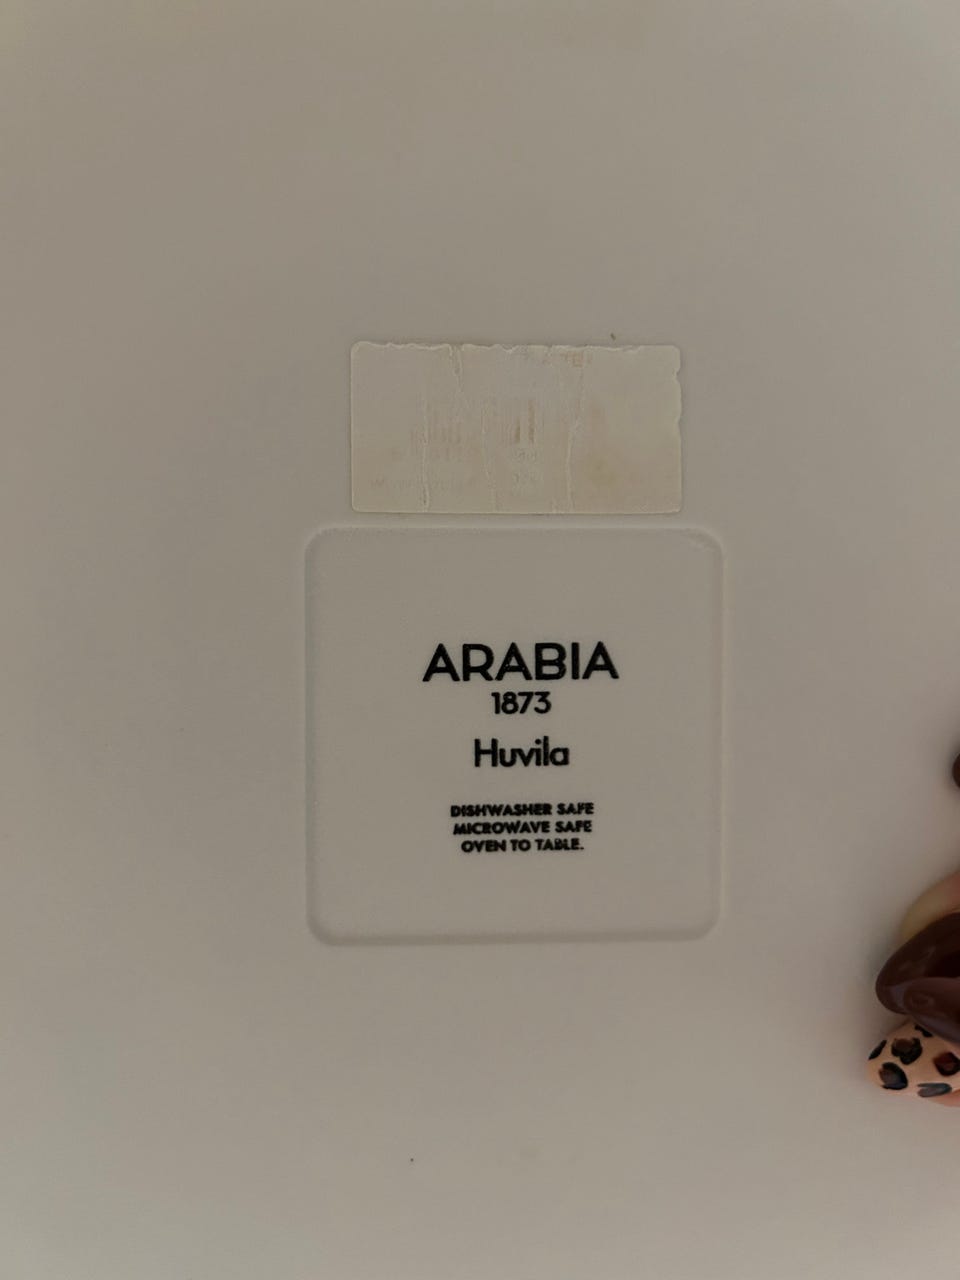 ARABIA
1873
Huvila
DISHWASHER SAFE
MICROWAVE SAFE
OVEN TO TABLE.